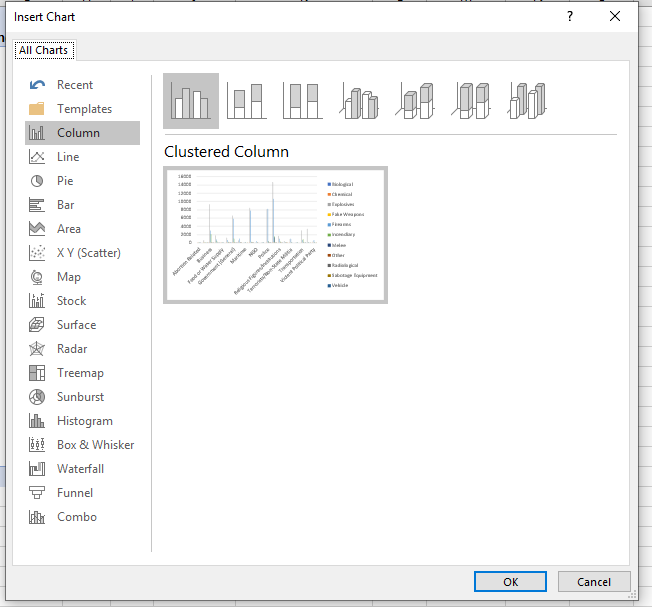 Insert Chart
?
All Charts
Recent
Templates
Column
Line
Pie
Bar
Area
X Y (Scatter)
Map
Stock
Surface
Radar
Treemap
Sunburst
Histogram
Box & Whisker
Waterfall
Funnel
Combo
Clustered Column
16000
14000
12000
10000
8000
6000
4000
2000
0
Abortion Related
Business
Food or Water Supply
Government (General)
Maritime
NGO
Police
Religious Figures/Institutions
Terrorists/Non-State Militia
Transportation
Violent Political Party
Biological
Chemical
Explosives
Fake Weapons
Firearms
Incendiary
Melee
Other
Radiological
Sabotage Equipment
Vehicle
OK
Cancel